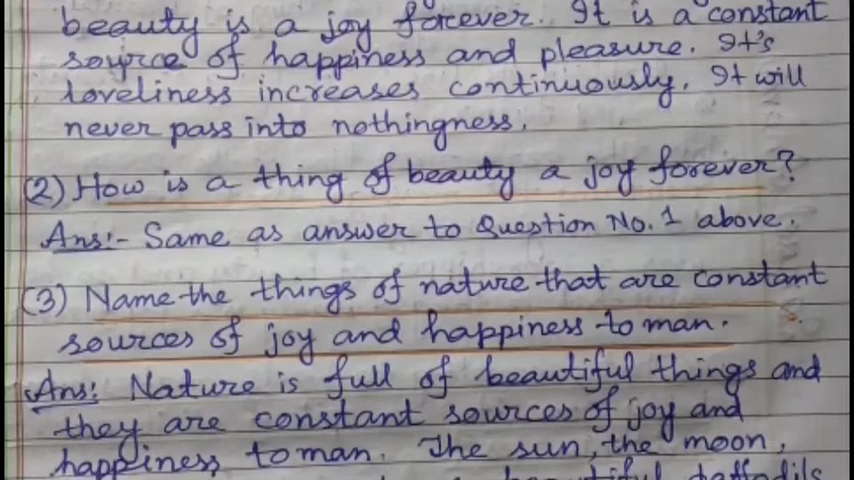 beauty is a joy forever. It is a constant
source of happiness and pleasure. It's
loveliness increases continuously. It will
never pass into nothingness.
(2) How is a thing of beauty a joy forever?
Ans:- Same as answer to Question No. 1 above.
(3) Name the things of nature that are constant
sources of joy and happiness to man.
Ans: Nature is full of beautiful things and
they are constant sources of joy and
happiness to man. The sun, the moon,
beautiful daffodils